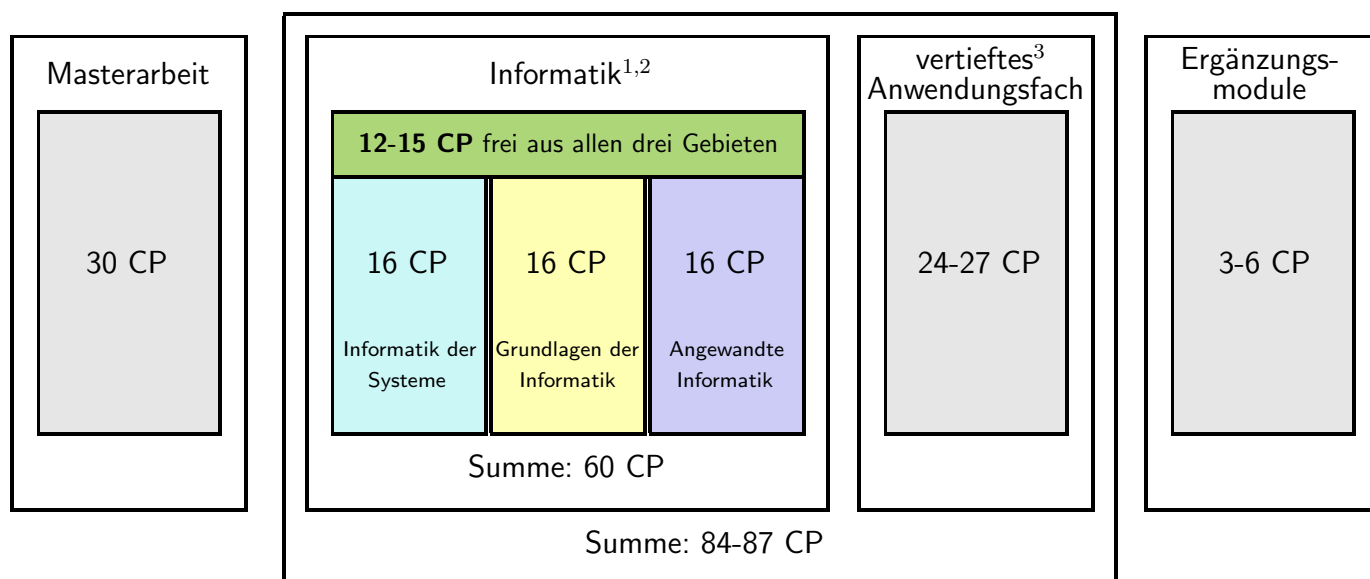 Masterarbeit
30 CP
Informatik1,2
12-15 CP frei aus allen drei Gebieten
16 CP
Informatik der
Systeme
16 CP
Grundlagen der
Informatik
16 CP
Angewandte
Informatik
Summe: 60 CP
vertieftes3
Anwendungsfach
24-27 CP
Summe: 84-87 CP
Ergänzungs-
module
3-6 CP